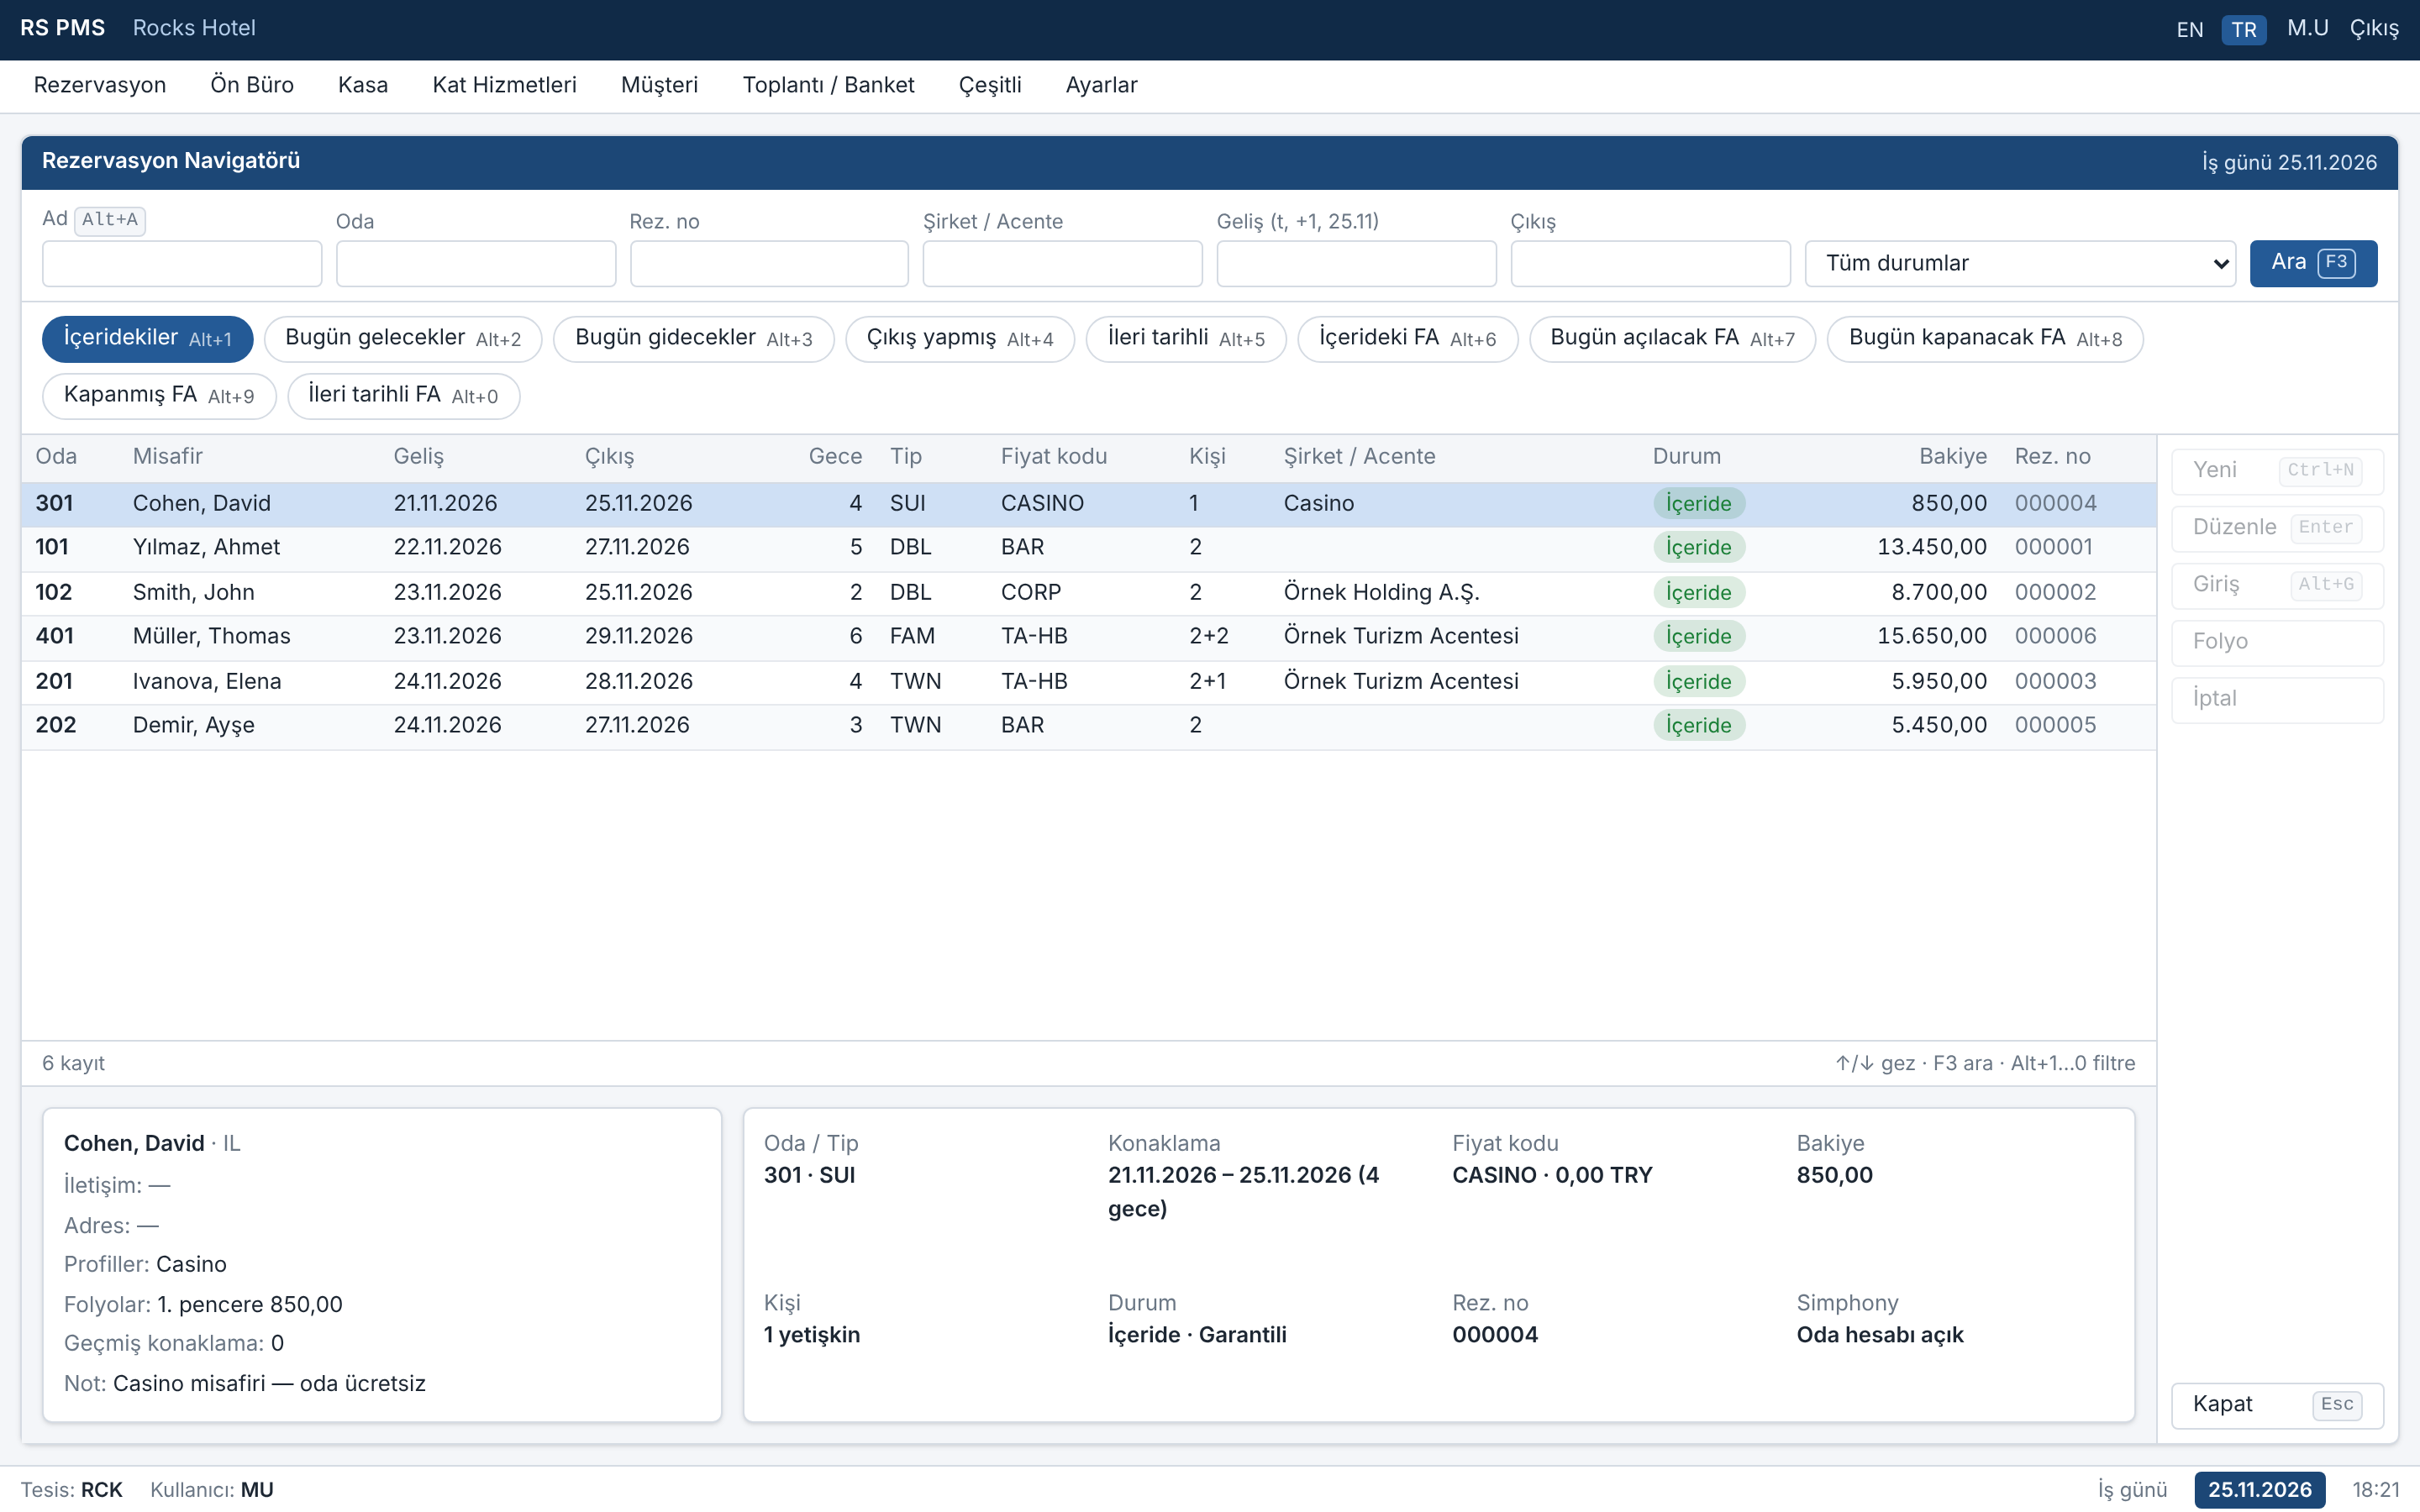 RS PMS Rocks Hotel EN TR M.U Çıkış
Rezervasyon Ön Büro Kasa Kat Hizmetleri Müşteri Toplantı / Banket Çeşitli Ayarlar
Rezervasyon Navigatörü İş günü 25.11.2026
Ad Alt+A Oda Rez. no Şirket / Acente Geliş (t, +1, 25.11) Çıkış
Tüm durumlar Ara F3
İçeridekiler Alt+1 Bugün gelecekler Alt+2 Bugün gidecekler Alt+3 Çıkış yapmış Alt+4 İleri tarihli Alt+5 İçerideki FA Alt+6 Bugün açılacak FA Alt+7 Bugün kapanacak FA Alt+8
Kapanmış FA Alt+9 İleri tarihli FA Alt+0
Oda Misafir Geliş Çıkış Gece Tip Fiyat kodu Kişi Şirket / Acente Durum Bakiye Rez. no
301 Cohen, David 21.11.2026 25.11.2026 4 SUI CASINO 1 Casino İçeride 850,00 000004
101 Yılmaz, Ahmet 22.11.2026 27.11.2026 5 DBL BAR 2 İçeride 13.450,00 000001
102 Smith, John 23.11.2026 25.11.2026 2 DBL CORP 2 Örnek Holding A.Ş. İçeride 8.700,00 000002
401 Müller, Thomas 23.11.2026 29.11.2026 6 FAM TA-HB 2+2 Örnek Turizm Acentesi İçeride 15.650,00 000006
201 Ivanova, Elena 24.11.2026 28.11.2026 4 TWN TA-HB 2+1 Örnek Turizm Acentesi İçeride 5.950,00 000003
202 Demir, Ayşe 24.11.2026 27.11.2026 3 TWN BAR 2 İçeride 5.450,00 000005
Yeni Ctrl+N
Düzenle Enter
Giriş Alt+G
Folyo
İptal
6 kayıt ↑/↓ gez · F3 ara · Alt+1…0 filtre
Cohen, David · IL
İletişim: —
Adres: —
Profiller: Casino
Folyolar: 1. pencere 850,00
Geçmiş konaklama: 0
Not: Casino misafiri — oda ücretsiz
Oda / Tip Konaklama Fiyat kodu Bakiye
301 · SUI 21.11.2026 – 25.11.2026 (4 CASINO · 0,00 TRY 850,00
gece)
Kişi Durum Rez. no Simphony
1 yetişkin İçeride · Garantili 000004 Oda hesabı açık
Kapat Esc
Tesis: RCK Kullanıcı: MU İş günü 25.11.2026 18:21